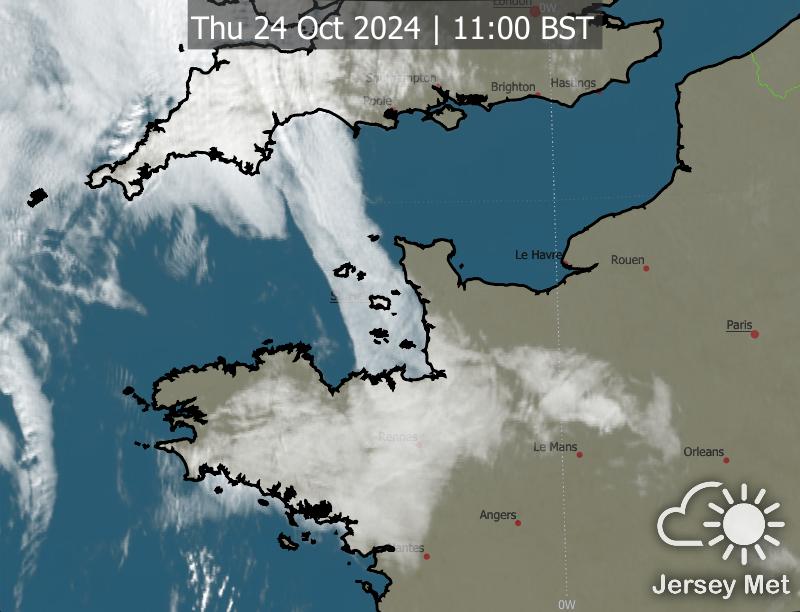 London
0W
Thu 24 Oct 2024 | 11:00 BST
Southampton
Brighton
Hastings
Poole
Le Havre
Rouen
Paris
Rennes
Le Mans
Orleans
Angers
Nantes
Jersey Met
0W